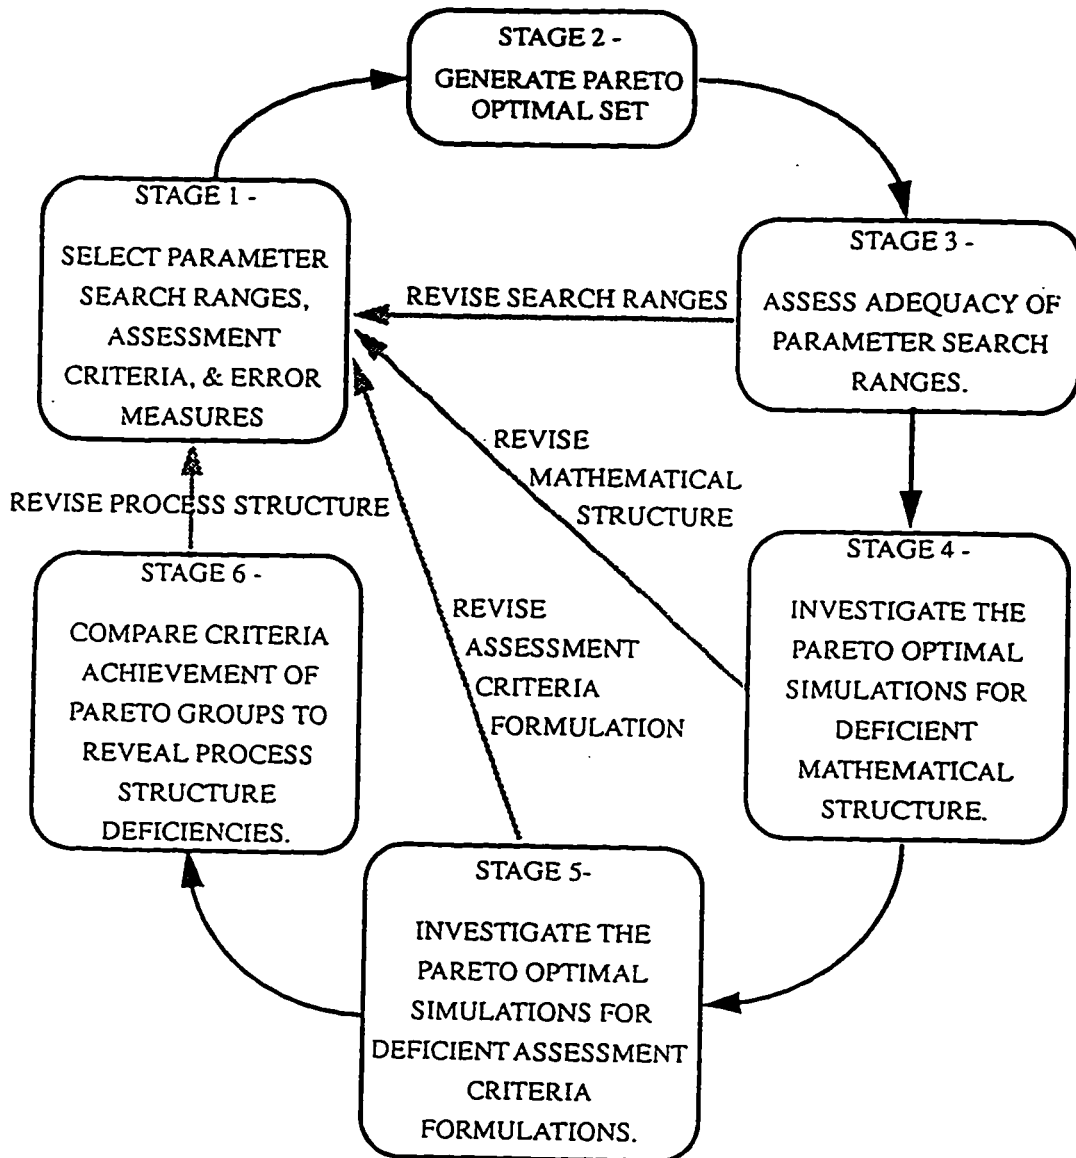 STAGE 2 -
GENERATE PARETO
OPTIMAL SET
STAGE 1 -
SELECT PARAMETER
SEARCH RANGES,
ASSESSMENT
CRITERIA, & ERROR
MEASURES
STAGE 3 -
ASSESS ADEQUACY OF
PARAMETER SEARCH
RANGES.
REVISE SEARCH RANGES
REVISE
MATHEMATICAL
STRUCTURE
REVISE PROCESS STRUCTURE
STAGE 4 -
INVESTIGATE THE
PARETO OPTIMAL
SIMULATIONS FOR
DEFICIENT
MATHEMATICAL
STRUCTURE.
REVISE
ASSESSMENT
CRITERIA
FORMULATION
STAGE 6 -
COMPARE CRITERIA
ACHIEVEMENT OF
PARETO GROUPS TO
REVEAL PROCESS
STRUCTURE
DEFICIENCIES.
STAGE 5-
INVESTIGATE THE
PARETO OPTIMAL
SIMULATIONS FOR
DEFICIENT ASSESSMENT
CRITERIA
FORMULATIONS.